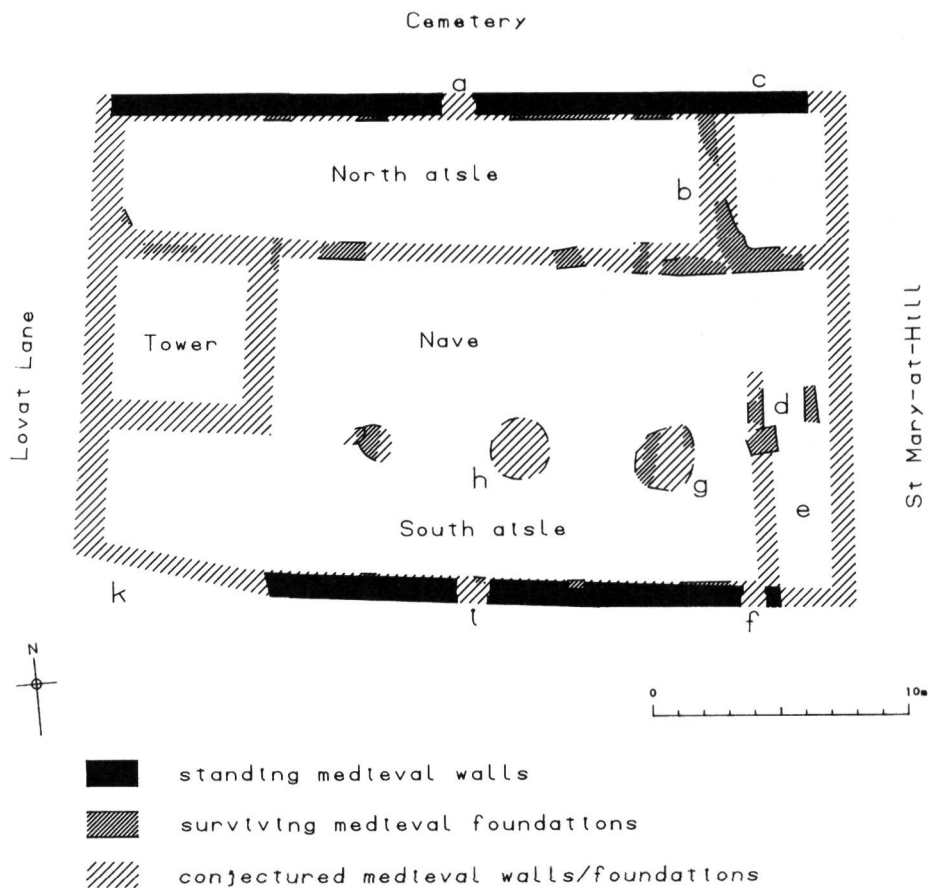 Cemetery
a
c
North aisle
b
Lovat Lane
Tower
Nave
d
St Mary-at-Hill
h
g
e
South aisle
k
i
f
N
0
10m
standing medieval walls
surviving medieval foundations
conjectured medieval walls/foundations